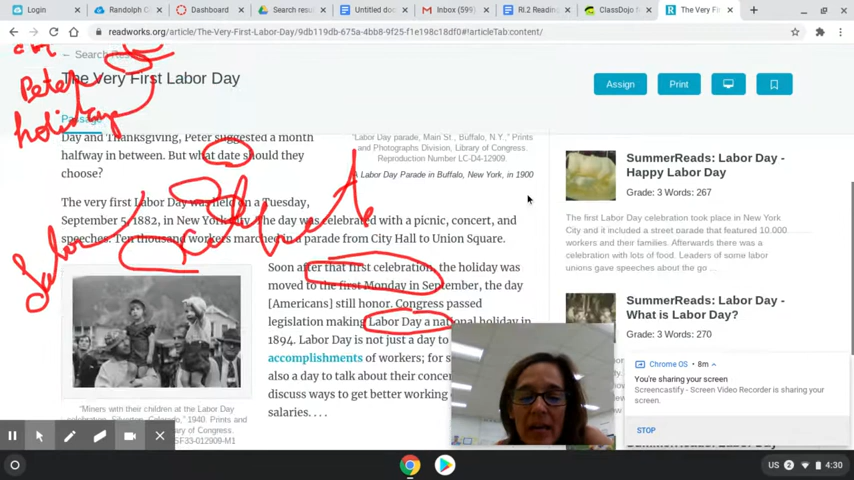 Login
Randolph C
Dashboard
Search resul
Untitled doc
Inbox (599)
RI.2 Reading
ClassDojo f
The Very Fi
readworks.org/article/The-Very-First-Labor-Day/9db119db-675a-4bb8-9f25-f1e198c18d1f#!articleTab:content/
← Search
The Very First Labor Day
Assign
Print
Peter
holiday
Day and Thanksgiving, Peter suggested a month
halfway in between. But what date should they
choose?
"Labor Day parade, Main St., Buffalo, N.Y.," Prints
and Photographs Division, Library of Congress.
Reproduction Number LC-D4-12909.
A Labor Day Parade in Buffalo, New York, in 1900
The very first Labor Day was held on a Tuesday,
September 5, 1882, in New York City. The day was celebrated with a picnic, concert, and
speeches. Ten thousand workers marched in a parade from City Hall to Union Square.
Labor
Soon after that first celebration, the holiday was
moved to the first Monday in September, the day
[Americans] still honor. Congress passed
legislation making Labor Day a national holiday in
1894. Labor Day is not just a day to
accomplishments of workers; for s
also a day to talk about their conce
discuss ways to get better working
salaries. . . .
"Miners with their children at the Labor Day
celebration, Silverton, Colorado," 1940. Prints and
ry of Congress.
SF33-012909-M1
SummerReads: Labor Day -
Happy Labor Day
Grade: 3 Words: 267
The first Labor Day celebration took place in New York
City and it included a street parade that featured 10,000
workers and their families. Afterwards there was a
celebration with lots of food. Leaders of some labor
unions gave speeches about the go ...
SummerReads: Labor Day -
What is Labor Day?
Grade: 3 Words: 270
Chrome OS • 8m
You're sharing your screen
Screencastify - Screen Video Recorder is sharing your
screen.
STOP
US 2 4:30